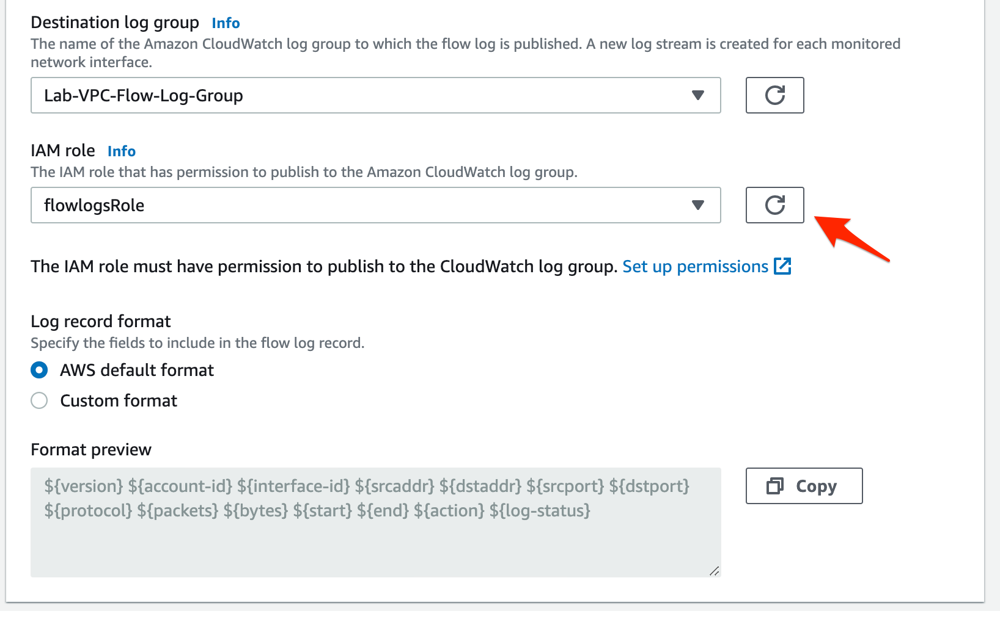 Destination log group Info
The name of the Amazon CloudWatch log group to which the flow log is published. A new log stream is created for each monitored
network interface.
Lab-VPC-Flow-Log-Group
IAM role Info
The IAM role that has permission to publish to the Amazon CloudWatch log group.
flowlogsRole
The IAM role must have permission to publish to the CloudWatch log group. Set up permissions
Log record format
Specify the fields to include in the flow log record.
AWS default format
Custom format
Format preview
${version} ${account-id} ${interface-id} ${srcaddr} ${dstaddr} ${srcport} ${dstport}
${protocol} ${packets} ${bytes} ${start} ${end} ${action} ${log-status}
Copy